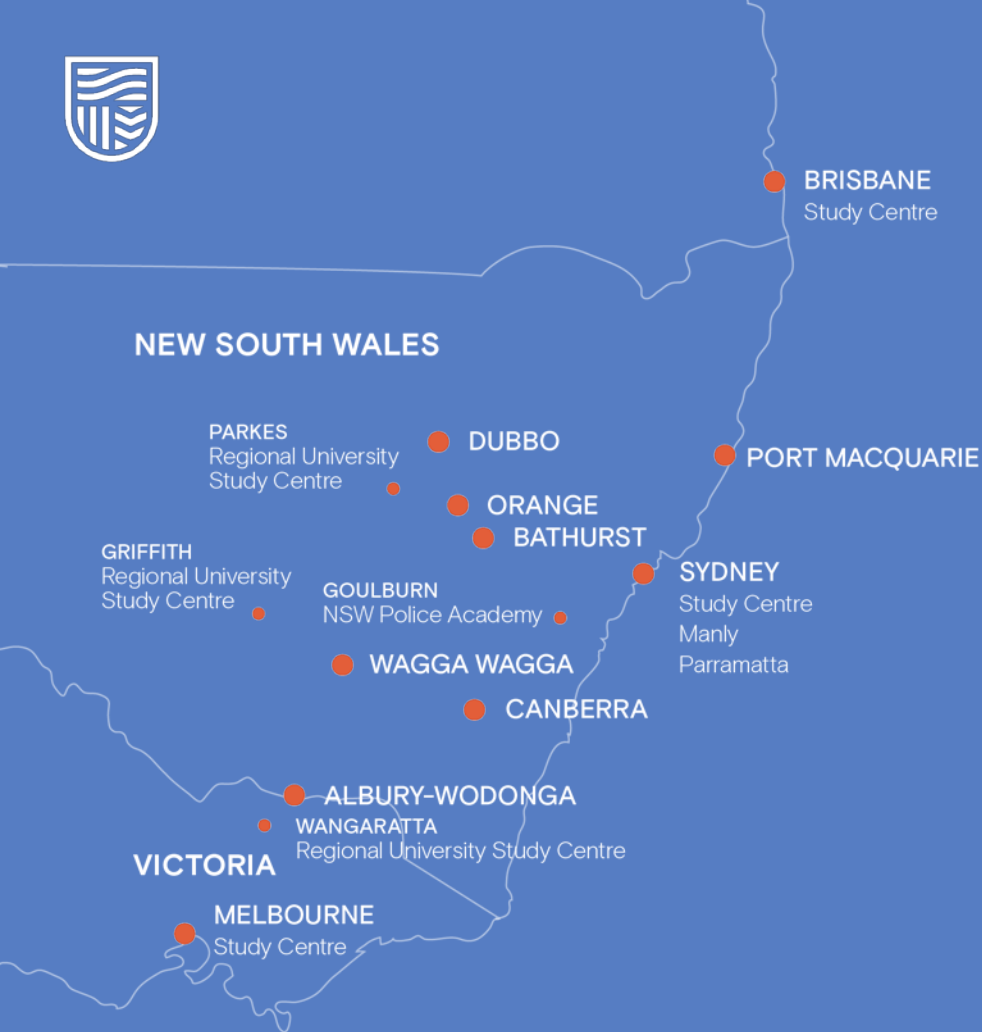 BRISBANE
Study Centre
NEW SOUTH WALES
PARKES
Regional University
Study Centre
DUBBO
PORT MACQUARIE
ORANGE
BATHURST
GRIFFITH
Regional University
Study Centre
SYDNEY
Study Centre
Manly
Parramatta
GOULBURN
NSW Police Academy
WAGGA WAGGA
CANBERRA
ALBURY-WODONGA
WANGARATTA
Regional University Study Centre
VICTORIA
MELBOURNE
Study Centre